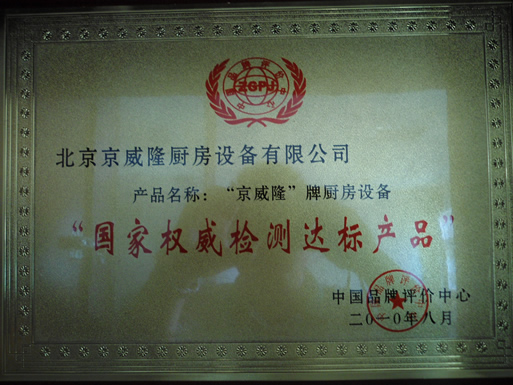 ZGPJ
北京京威隆厨房设备有限公司
产品名称：“京威隆”牌厨房设备
“国家权威检测达标产品”
中国品牌评价中心
二〇一〇年八月